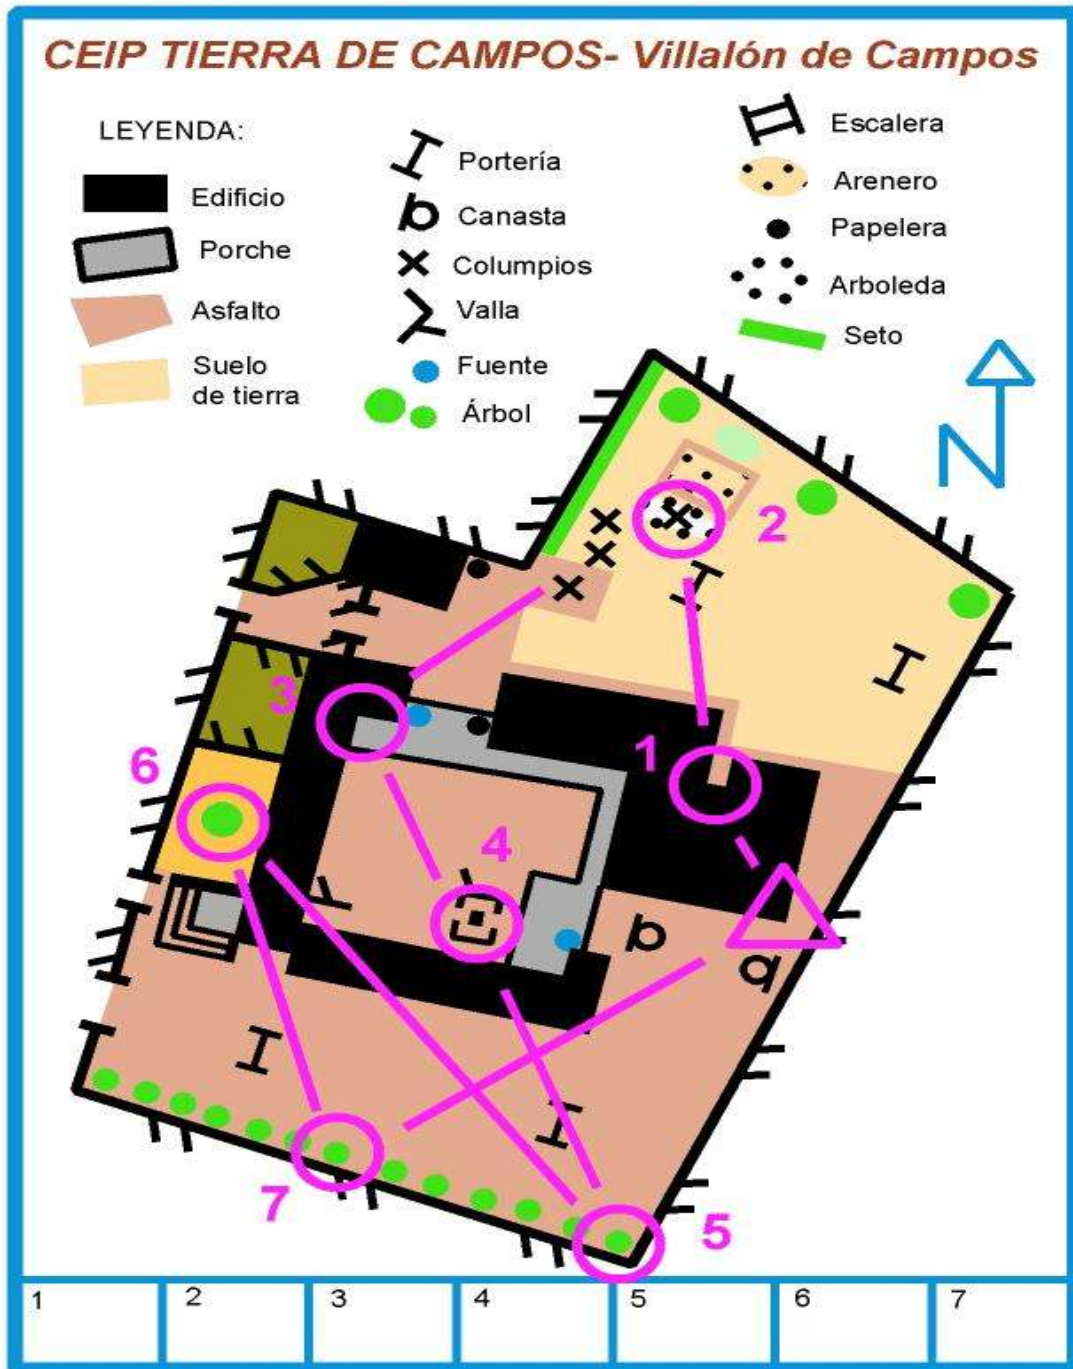 CEIP TIERRA DE CAMPOS- Villalón de Campos
LEYENDA:
Edificio
Porche
Asfalto
Suelo
de tierra
Portería
Canasta
Columpios
Valla
Fuente
Árbol
Escalera
Arenero
Papelera
Arboleda
Seto
N
2
3
1
6
4
7
5
1
2
3
4
5
6
7